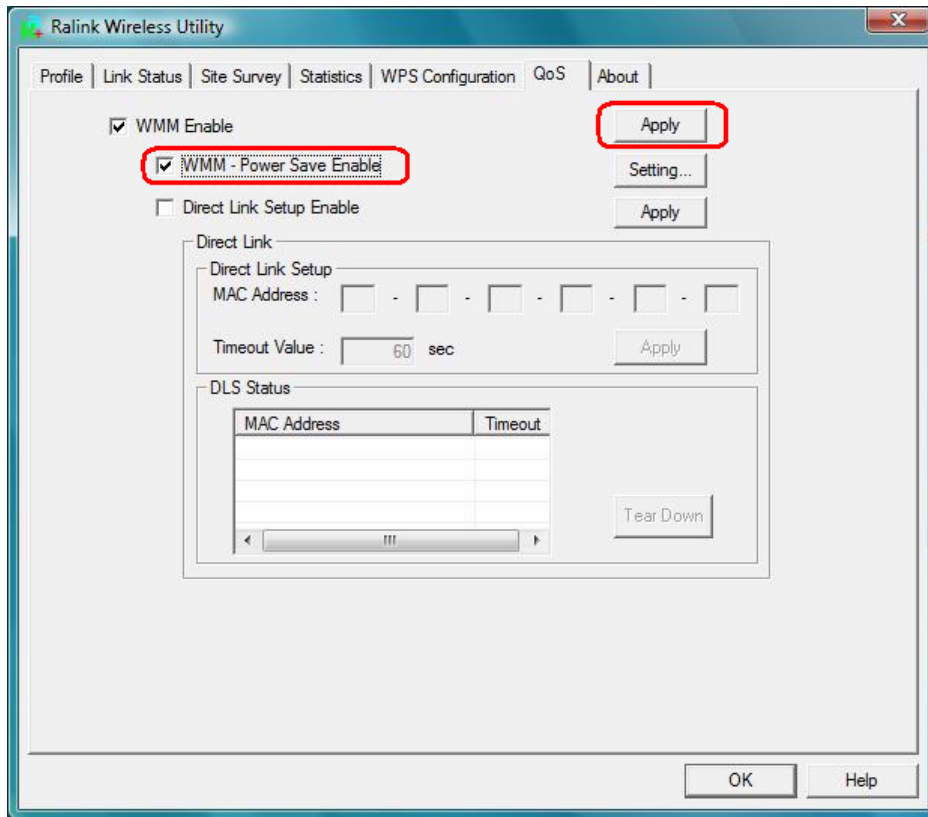 Ralink Wireless Utility
Profile Link Status Site Survey Statistics WPS Configuration QoS About
WMM Enable Apply
WMM - Power Save Enable Setting...
Direct Link Setup Enable Apply
Direct Link
Direct Link Setup
MAC Address : - - - - -
Timeout Value : 60 sec Apply
DLS Status
MAC Address Timeout
Tear Down
OK Help